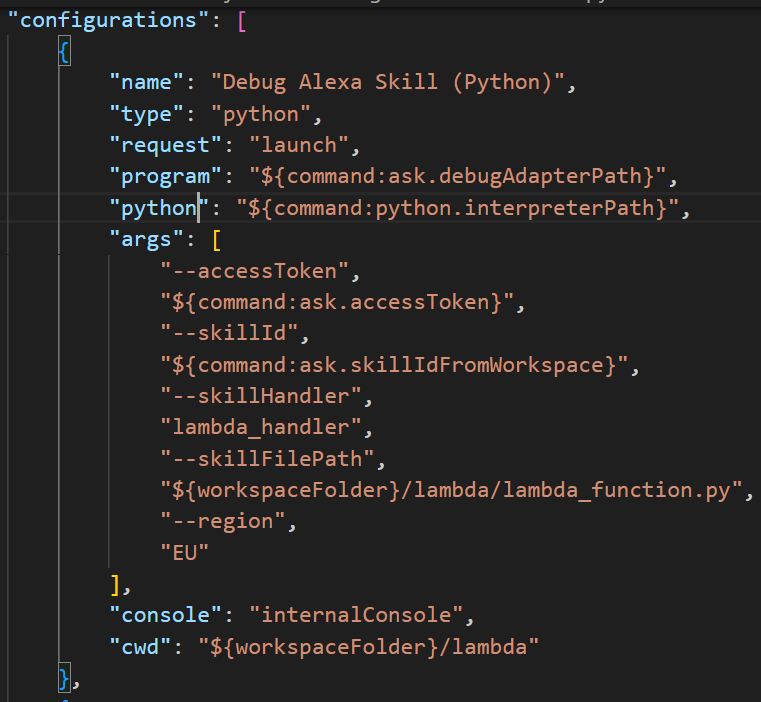 "configurations": [
{
"name": "Debug Alexa Skill (Python)",
"type": "python",
"request": "launch",
"program": "${command:ask.debugAdapterPath}",
"python": "${command:python.interpreterPath}",
"args": [
"--accessToken",
"${command:ask.accessToken}",
"--skillId",
"${command:ask.skillIdFromWorkspace}",
"--skillHandler",
"lambda_handler",
"--skillFilePath",
"${workspaceFolder}/lambda/lambda_function.py",
"--region",
"EU"
],
"console": "internalConsole",
"cwd": "${workspaceFolder}/lambda"
},